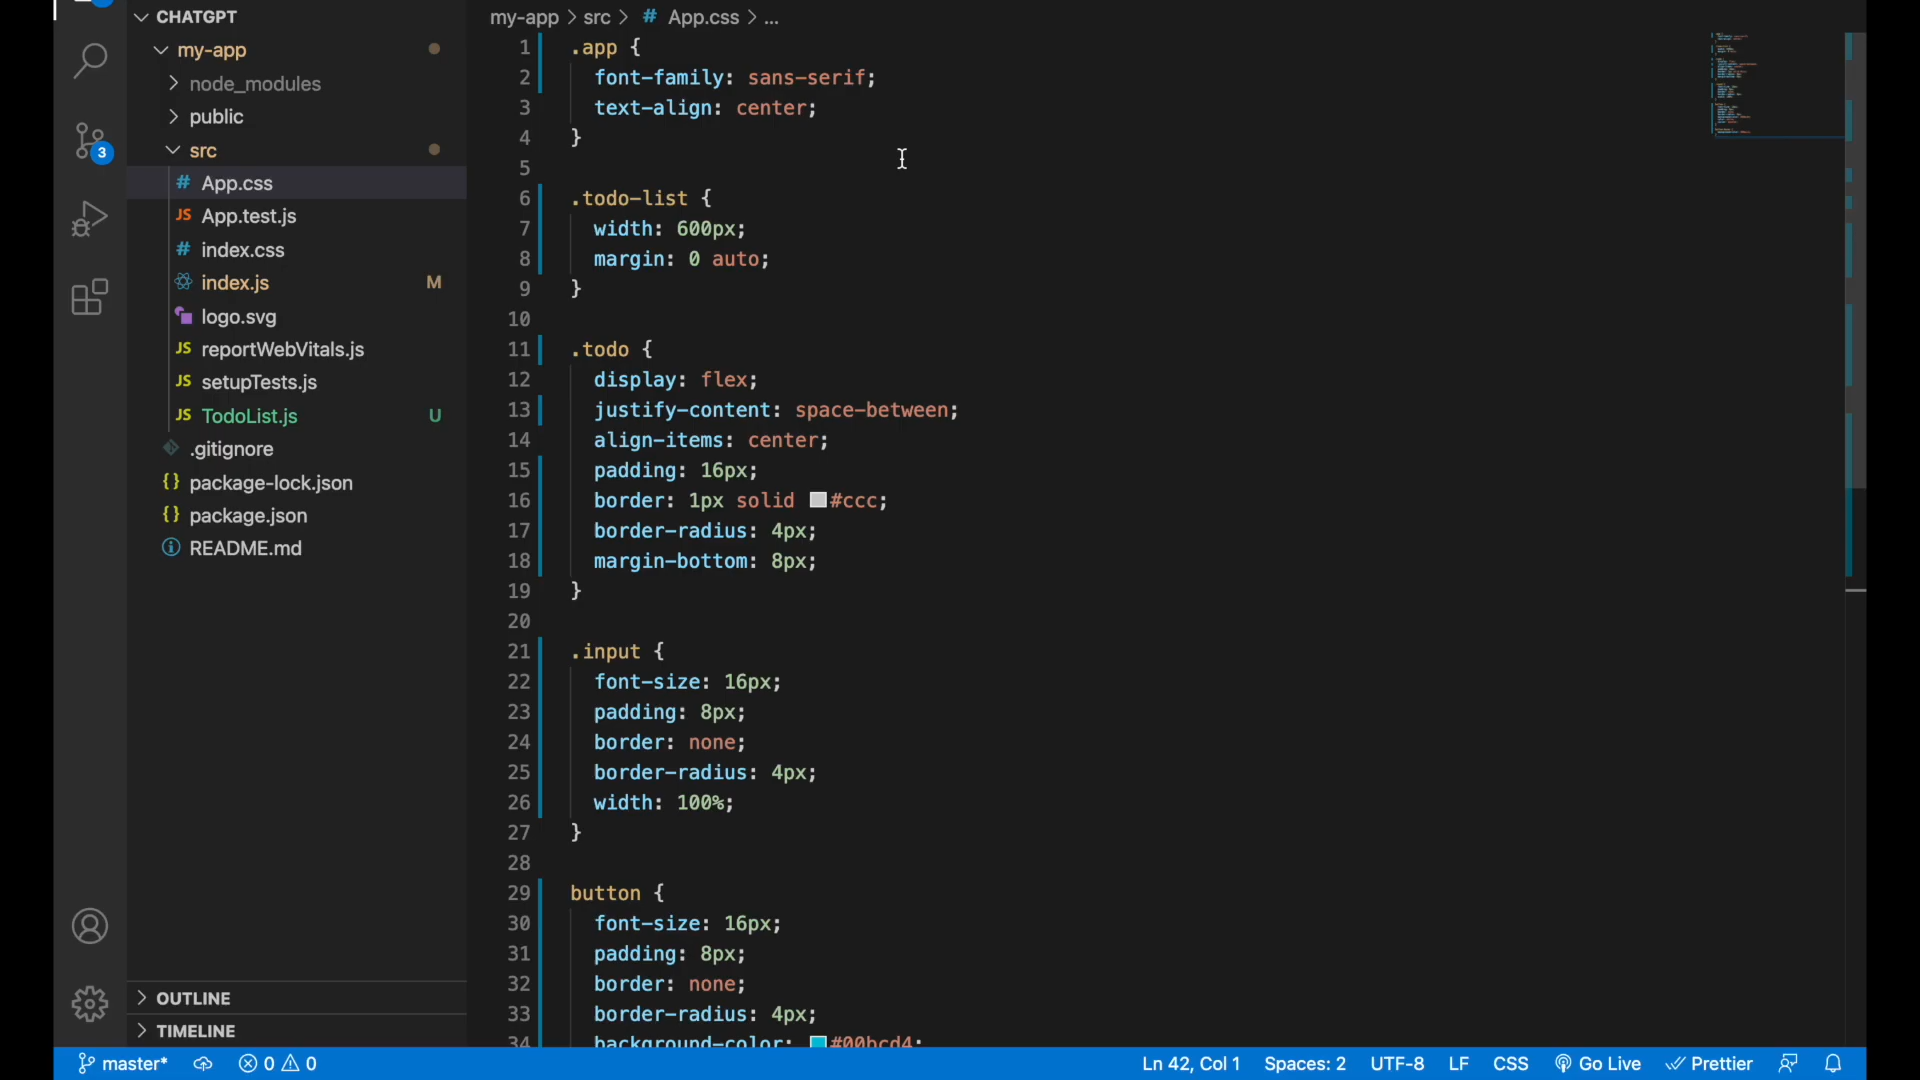 CHATGPT
my-app
node_modules
public
src
App.css
App.test.js
index.css
index.js M
logo.svg
JS reportWebVitals.js
JS setupTests.js
JS TodoList.js U
.gitignore
{} package-lock.json
{} package.json
README.md
OUTLINE
TIMELINE
3
my-app > src > # App.css > ...
1 .app {
2 font-family: sans-serif;
3 text-align: center;
4 }
5
6 .todo-list {
7 width: 600px;
8 margin: 0 auto;
9 }
10
11 .todo {
12 display: flex;
13 justify-content: space-between;
14 align-items: center;
15 padding: 16px;
16 border: 1px solid #ccc;
17 border-radius: 4px;
18 margin-bottom: 8px;
19 }
20
21 .input {
22 font-size: 16px;
23 padding: 8px;
24 border: none;
25 border-radius: 4px;
26 width: 100%;
27 }
28
29 button {
30 font-size: 16px;
31 padding: 8px;
32 border: none;
33 border-radius: 4px;
34 background-color: #00bcd4;
master* 0 0 Ln 42, Col 1 Spaces: 2 UTF-8 LF CSS Go Live Prettier